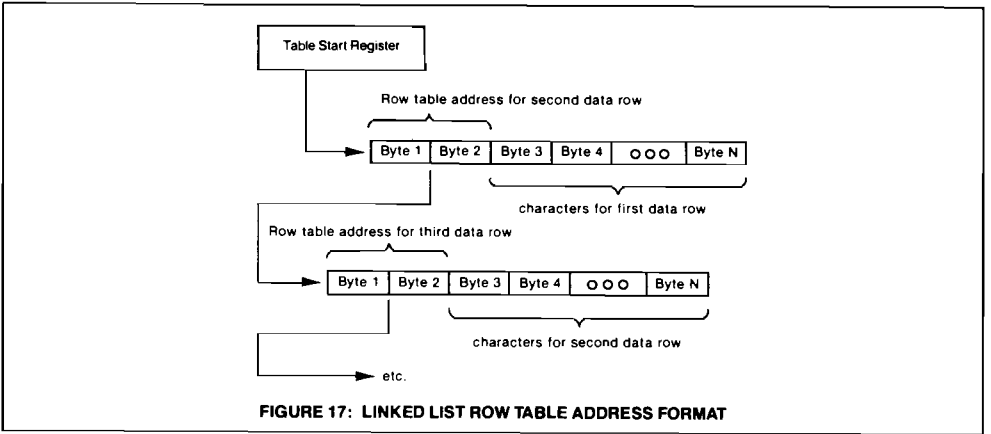 Table Start Register
Row table address for second data row
Byte 1 Byte 2 Byte 3 Byte 4 ooo Byte N
characters for first data row
Row table address for third data row
Byte 1 Byte 2 Byte 3 Byte 4 ooo Byte N
characters for second data row
etc.
FIGURE 17: LINKED LIST ROW TABLE ADDRESS FORMAT